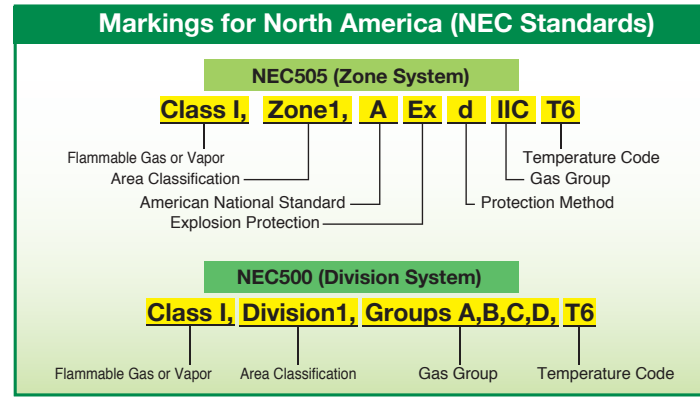 Markings for North America (NEC Standards)
NEC505 (Zone System)
Class I, Zone1, A Ex d IIC T6
Flammable Gas or Vapor Temperature Code
Area Classification Gas Group
American National Standard Protection Method
Explosion Protection
NEC500 (Division System)
Class I, Division1, Groups A,B,C,D, T6
Flammable Gas or Vapor Area Classification Gas Group Temperature Code